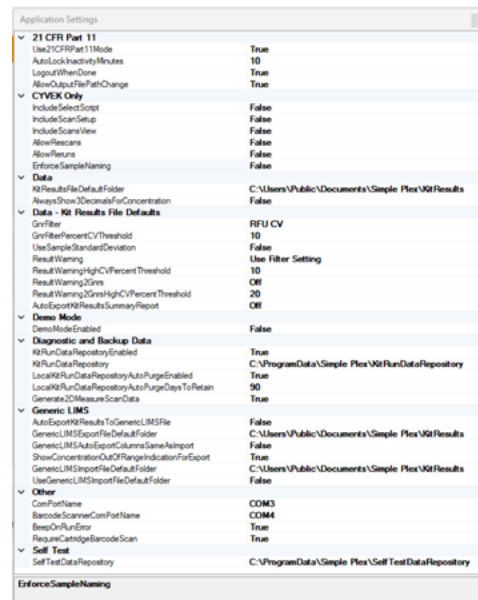 Application Settings
21 CFR Part 11
Use21CFRPart11Mode True
AutoLockInactivityMinutes 10
LogoutWhenDone True
AllowOutputFilePathChange True
CYVEK Only
IncludeSelectScript False
IncludeScanSetup False
IncludeScansView False
AllowRescans False
AllowReruns False
EnforceSampleNaming False
Data
KitResultsFileDefaultFolder C:\Users\Public\Documents\Simple Plex\KitResults
AlwaysShow3DecimalsForConcentration False
Data - Kit Results File Defaults
GnrFilter RFU CV
GnrFilterPercentCVThreshold 10
UseSampleStandardDeviation False
ResultWarning Use Filter Setting
ResultWarningHighCVPercentThreshold 10
ResultWarning2Gnrs Off
ResultWarning2GnrsHighCVPercentThreshold 20
AutoExportKitResultsSummaryReport Off
Demo Mode
DemoModeEnabled False
Diagnostic and Backup Data
KitRunDataRepositoryEnabled True
KitRunDataRepository C:\ProgramData\Simple Plex\KitRunDataRepository
LocalKitRunDataRepositoryAutoPurgeEnabled True
LocalKitRunDataRepositoryAutoPurgeDaysToRetain 90
Generate2DMeasureScanData True
Generic LIMS
AutoExportKitResultsToGenericLIMSFile False
GenericLIMSExportFileDefaultFolder C:\Users\Public\Documents\Simple Plex\KitResults
GenericLIMSAutoExportColumnsSameAsImport False
ShowConcentrationOutOfRangeIndicationForExport True
GenericLIMSImportFileDefaultFolder C:\Users\Public\Documents\Simple Plex\KitResults
UseGenericLIMSImportFileDefaultFolder False
Other
ComPortName COM3
BarcodeScannerComPortName COM4
BeepOnRunError True
RequireCartridgeBarcodeScan True
Self Test
SelfTestDataRepository C:\ProgramData\Simple Plex\SelfTestDataRepository
EnforceSampleNaming